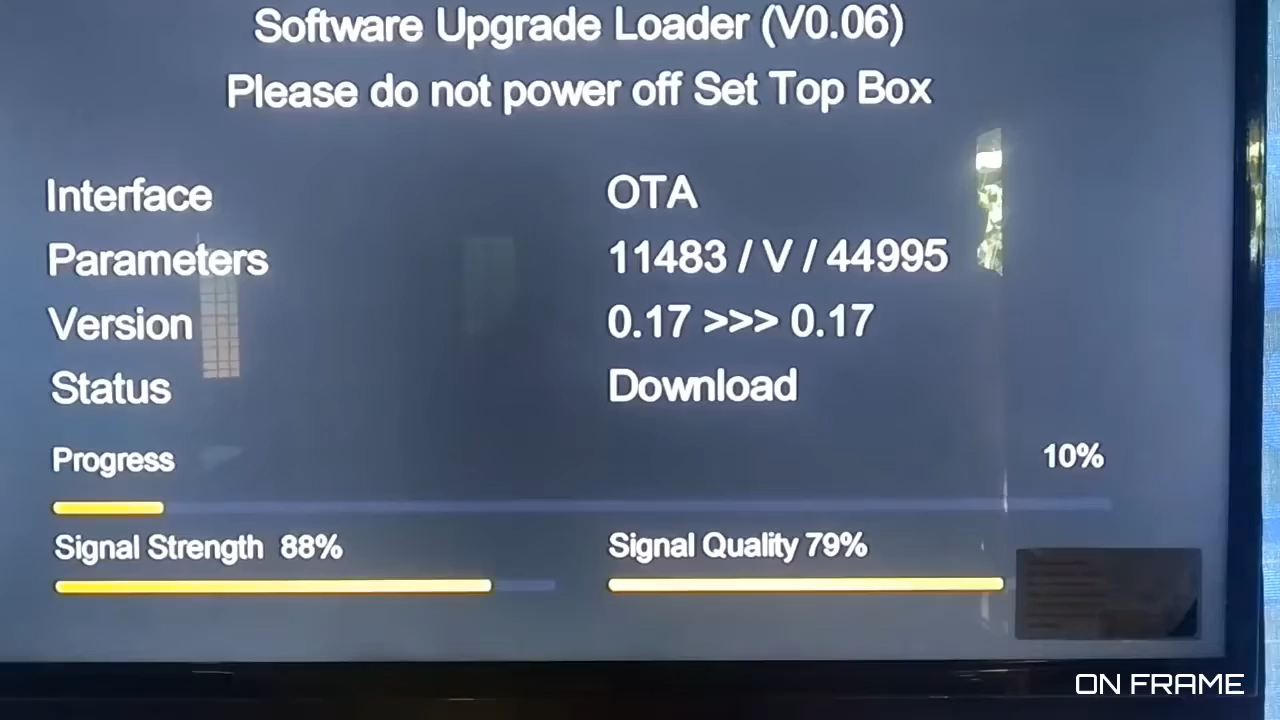 Software Upgrade Loader (V0.06)
Please do not power off Set Top Box
Interface OTA
Parameters 11483 / V / 44995
Version 0.17 >>> 0.17
Status Download
Progress 10%
Signal Strength 88% Signal Quality 79%
ON FRAME